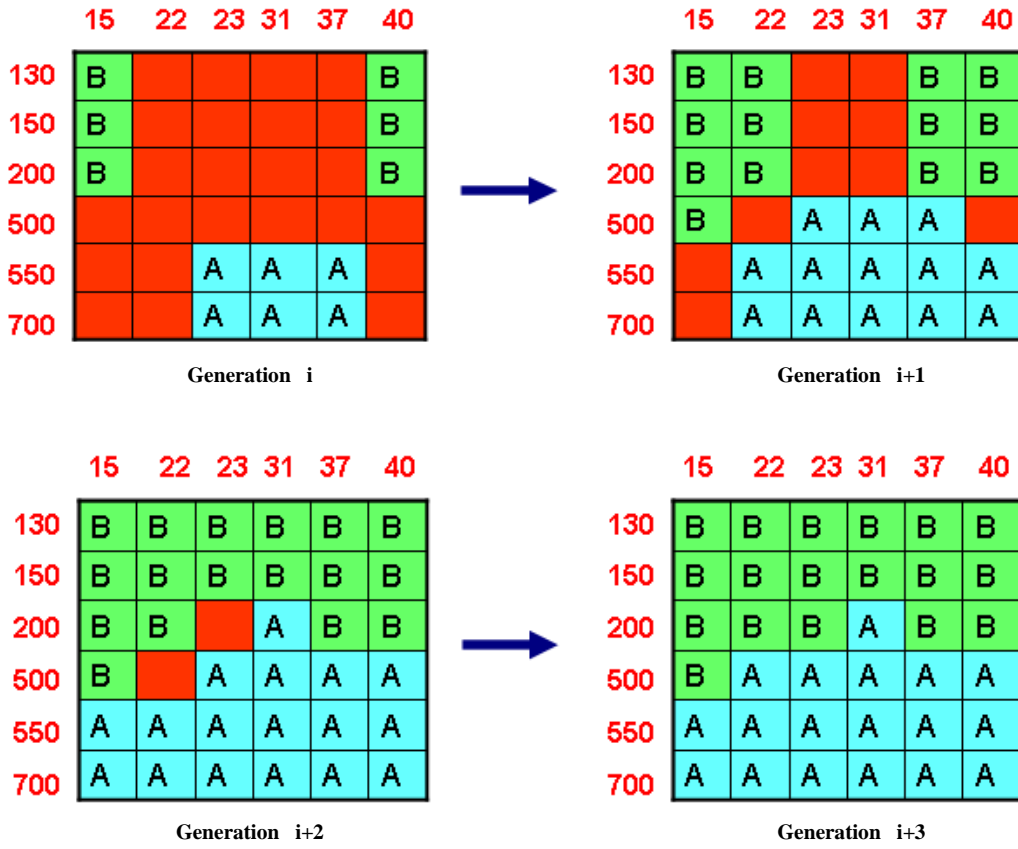 15 22 23 31 37 40
130 B B
150 B B
200 B B
500
550 A A A
700 A A A
Generation i
15 22 23 31 37 40
130 B B B B
150 B B B B
200 B B B B
500 B A A A
550 A A A A A
700 A A A A A
Generation i+1
15 22 23 31 37 40
130 B B B B B B
150 B B B B B B
200 B B A B B
500 B A A A A
550 A A A A A A
700 A A A A A A
Generation i+2
15 22 23 31 37 40
130 B B B B B B
150 B B B B B B
200 B B B A B B
500 B A A A A A
550 A A A A A A
700 A A A A A A
Generation i+3